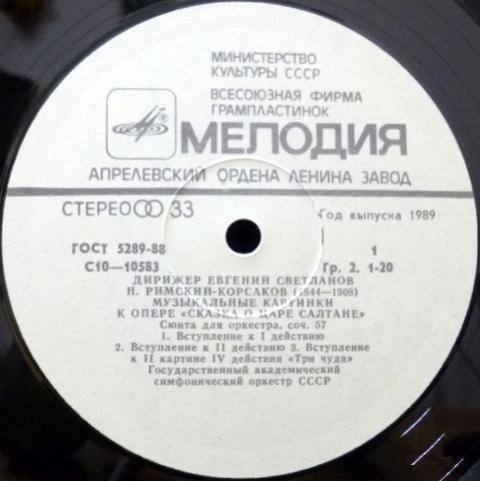 МИНИСТЕРСТВО
КУЛЬТУРЫ СССР
ВСЕСОЮЗНАЯ ФИРМА
ГРАМПЛАСТИНОК
МЕЛОДИЯ
АПРЕЛЕВСКИЙ ОРДЕНА ЛЕНИНА ЗАВОД
СТЕРЕО 33
Год выпуска 1989
ГОСТ 5289-88
1
С10—10583
Гр. 2. 1-20
ДИРИЖЕР ЕВГЕНИЙ СВЕТЛАНОВ
Н. РИМСКИЙ-КОРСАКОВ (1844—1908)
МУЗЫКАЛЬНЫЕ КАРТИНКИ
К ОПЕРЕ «СКАЗКА О ЦАРЕ САЛТАНЕ»
Сюита для оркестра, соч. 57
1. Вступление к I действию
2. Вступление к II действию 3. Вступление
к II картине IV действия «Три чуда»
Государственный академический
симфонический оркестр СССР